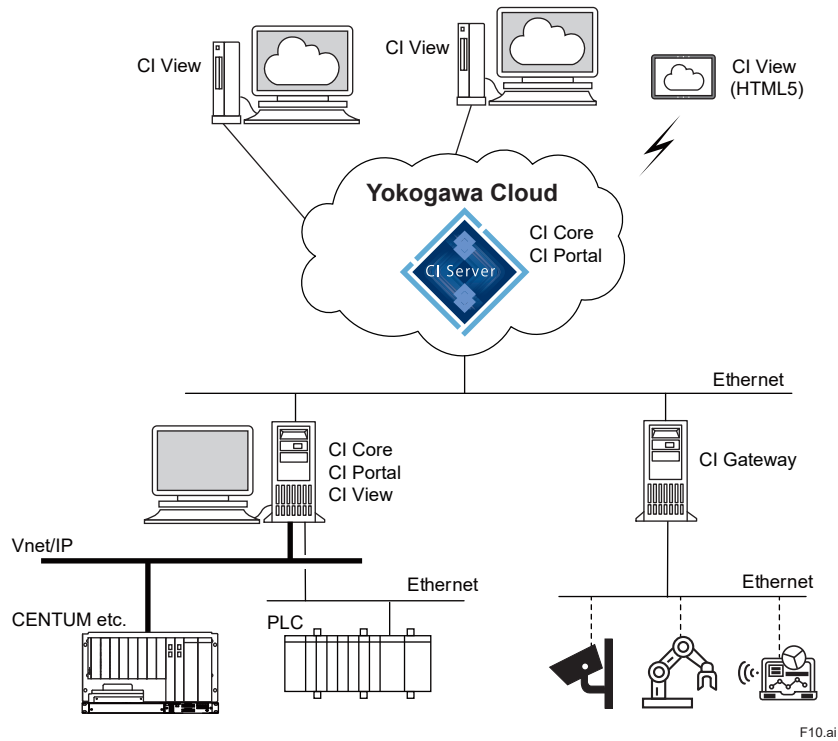 CI View
CI View
CI View
(HTML5)
Yokogawa Cloud
CI Core
CI Portal
CI Server
Ethernet
CI Core
CI Portal
CI View
CI Gateway
Vnet/IP
Ethernet
Ethernet
CENTUM etc.
PLC
F10.ai